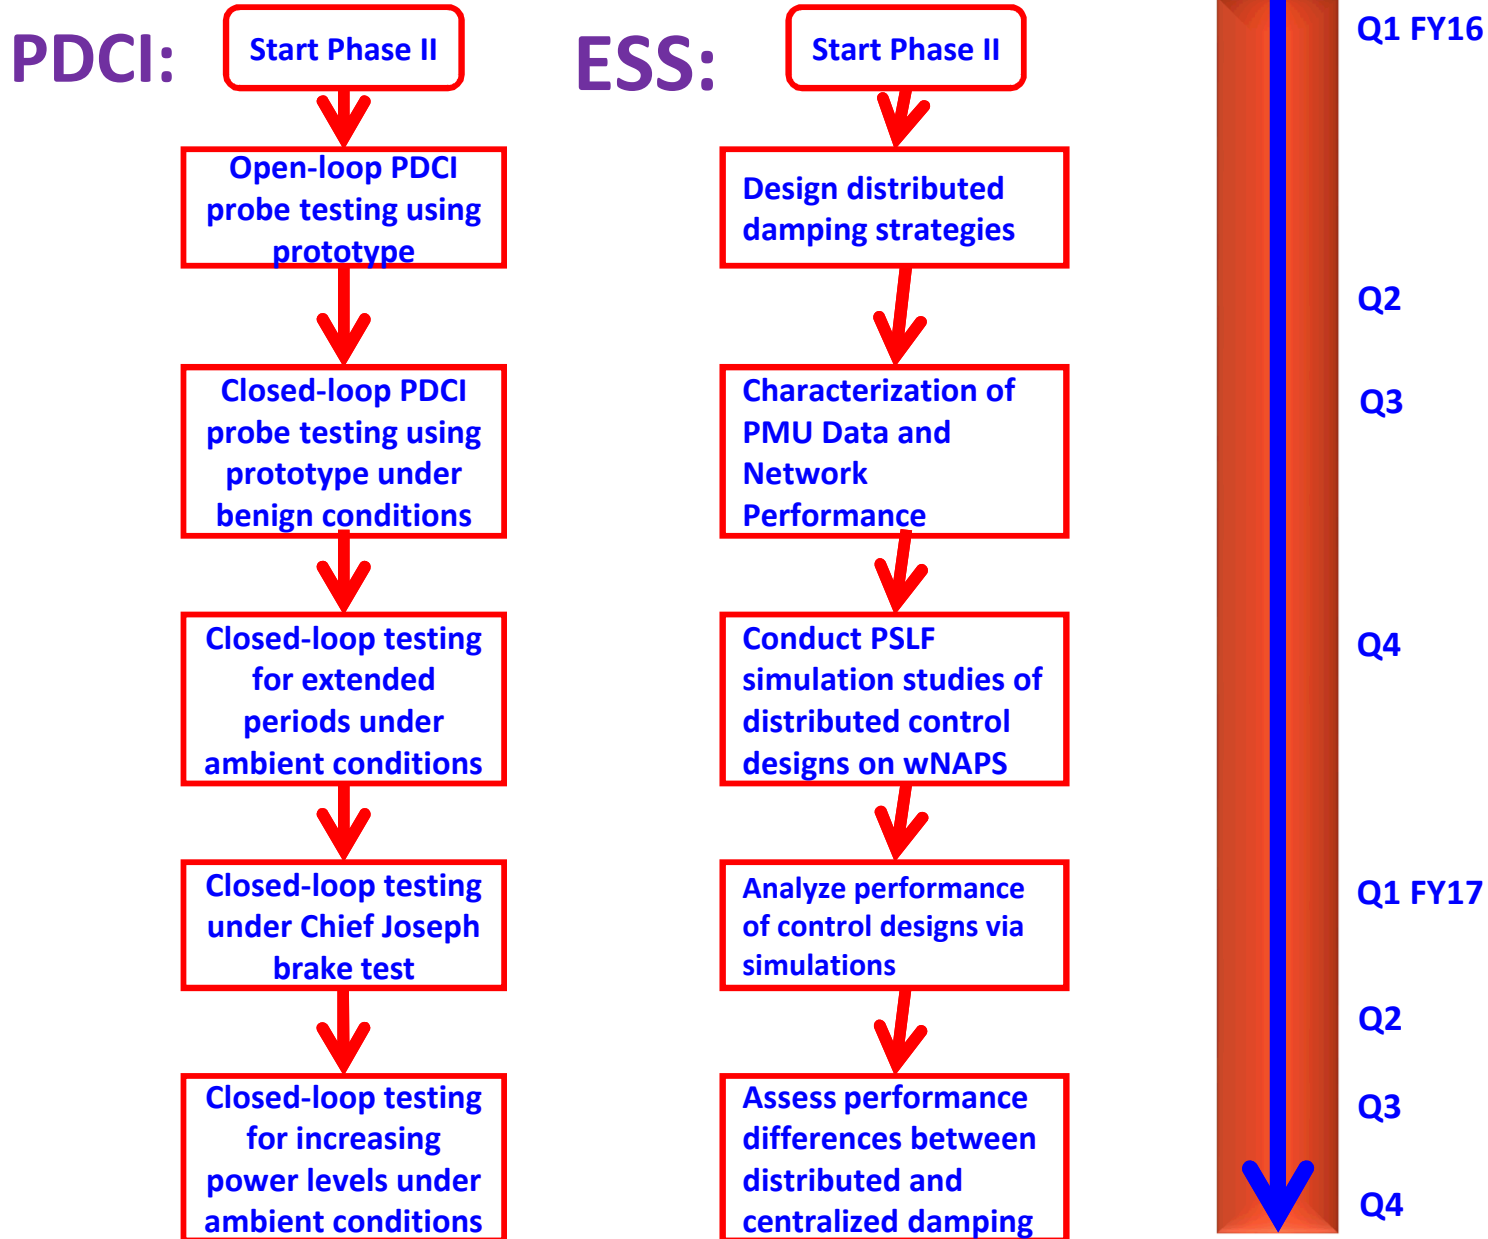 PDCI:
Start Phase II
Open-loop PDCI
probe testing using
prototype
Closed-loop PDCI
probe testing using
prototype under
benign conditions
Closed-loop testing
for extended
periods under
ambient conditions
Closed-loop testing
under Chief Joseph
brake test
Closed-loop testing
for increasing
power levels under
ambient conditions
ESS:
Start Phase II
Design distributed
damping strategies
Characterization of
PMU Data and
Network
Performance
Conduct PSLF
simulation studies of
distributed control
designs on wNAPS
Analyze performance
of control designs via
simulations
Assess performance
differences between
distributed and
centralized damping
Q1 FY16
Q2
Q3
Q4
Q1 FY17
Q2
Q3
Q4